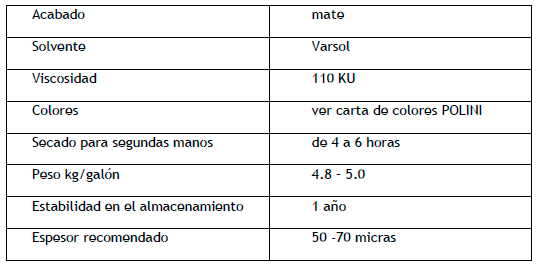 Acabado mate
Solvente Varsol
Viscosidad 110 KU
Colores ver carta de colores POLINI
Secado para segundas manos de 4 a 6 horas
Peso kg/galón 4.8 – 5.0
Estabilidad en el almacenamiento 1 año
Espesor recomendado 50 -70 micras